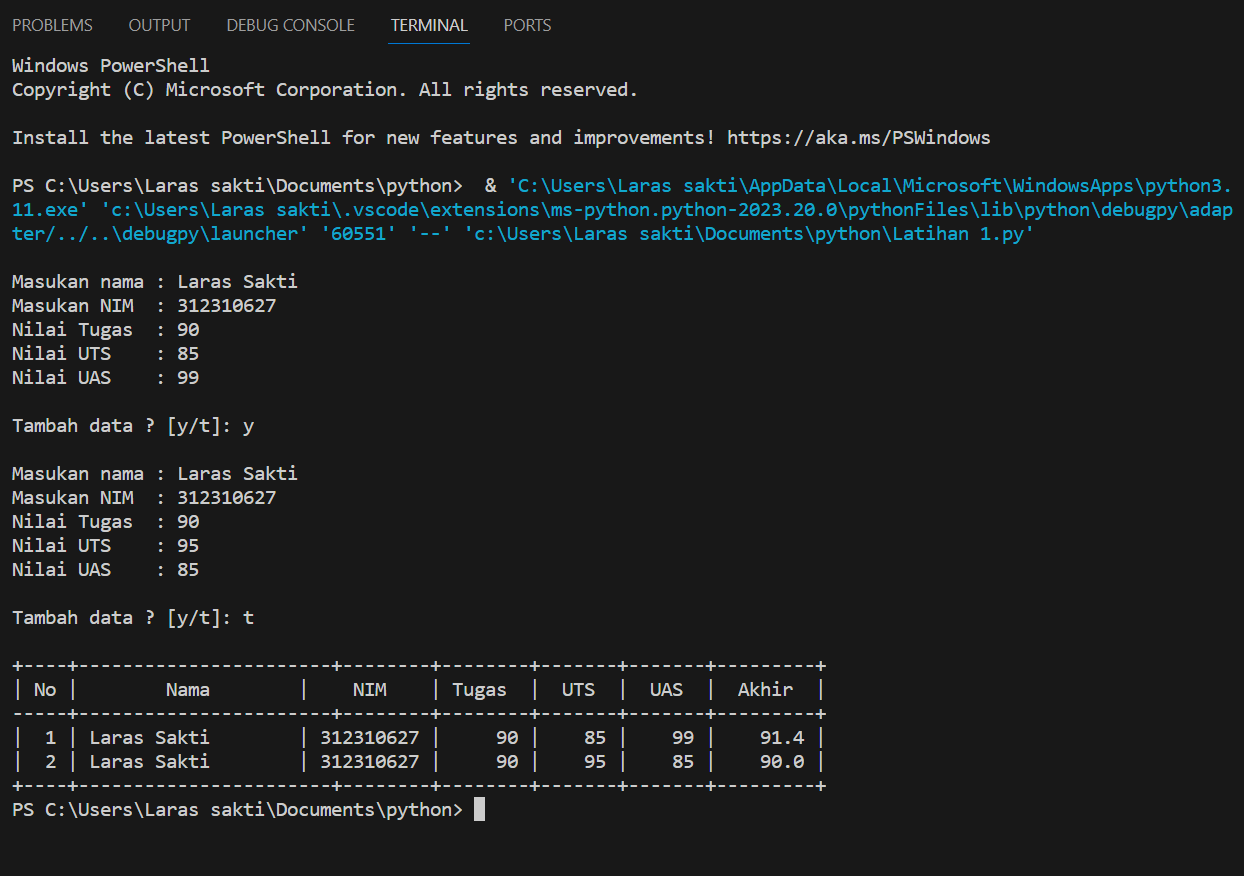 PROBLEMS OUTPUT DEBUG CONSOLE TERMINAL PORTS
Windows PowerShell
Copyright (C) Microsoft Corporation. All rights reserved.
Install the latest PowerShell for new features and improvements! https://aka.ms/PSWindows
PS C:\Users\Laras sakti\Documents\python>  & 'C:\Users\Laras sakti\AppData\Local\Microsoft\WindowsApps\python3.
11.exe' 'c:\Users\Laras sakti\.vscode\extensions\ms-python.python-2023.20.0\pythonFiles\lib\python\debugpy\adap
ter/../..\debugpy\launcher' '60551' '--' 'c:\Users\Laras sakti\Documents\python\Latihan 1.py'
Masukan nama : Laras Sakti
Masukan NIM  : 312310627
Nilai Tugas  : 90
Nilai UTS    : 85
Nilai UAS    : 99
Tambah data ? [y/t]: y
Masukan nama : Laras Sakti
Masukan NIM  : 312310627
Nilai Tugas  : 90
Nilai UTS    : 95
Nilai UAS    : 85
Tambah data ? [y/t]: t
+----+-----------------------+--------+--------+-------+-------+---------+
| No |        Nama        |    NIM    | Tugas  |  UTS  |  UAS  |  Akhir  |
-----+-----------------------+--------+--------+-------+-------+---------+
|  1 | Laras Sakti        | 312310627 |     90 |    85 |    99 |    91.4 |
|  2 | Laras Sakti        | 312310627 |     90 |    95 |    85 |    90.0 |
+----+-----------------------+--------+--------+-------+-------+---------+
PS C:\Users\Laras sakti\Documents\python>